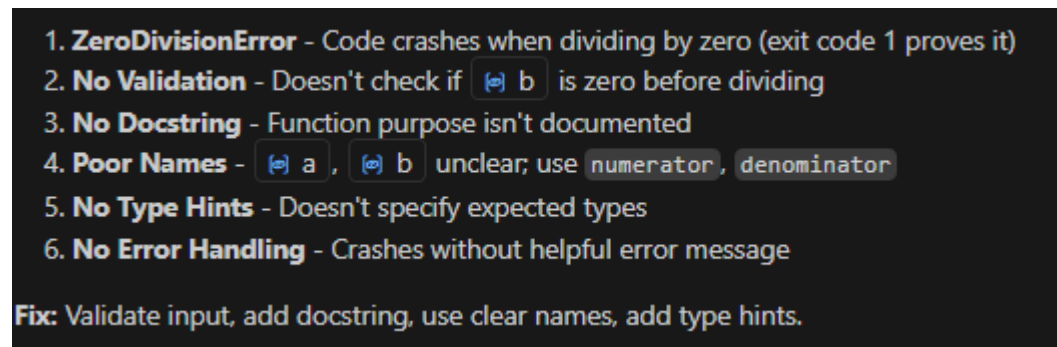 1. ZeroDivisionError - Code crashes when dividing by zero (exit code 1 proves it)
2. No Validation - Doesn't check if b is zero before dividing
3. No Docstring - Function purpose isn't documented
4. Poor Names - a, b unclear; use numerator, denominator
5. No Type Hints - Doesn't specify expected types
6. No Error Handling - Crashes without helpful error message
Fix: Validate input, add docstring, use clear names, add type hints.